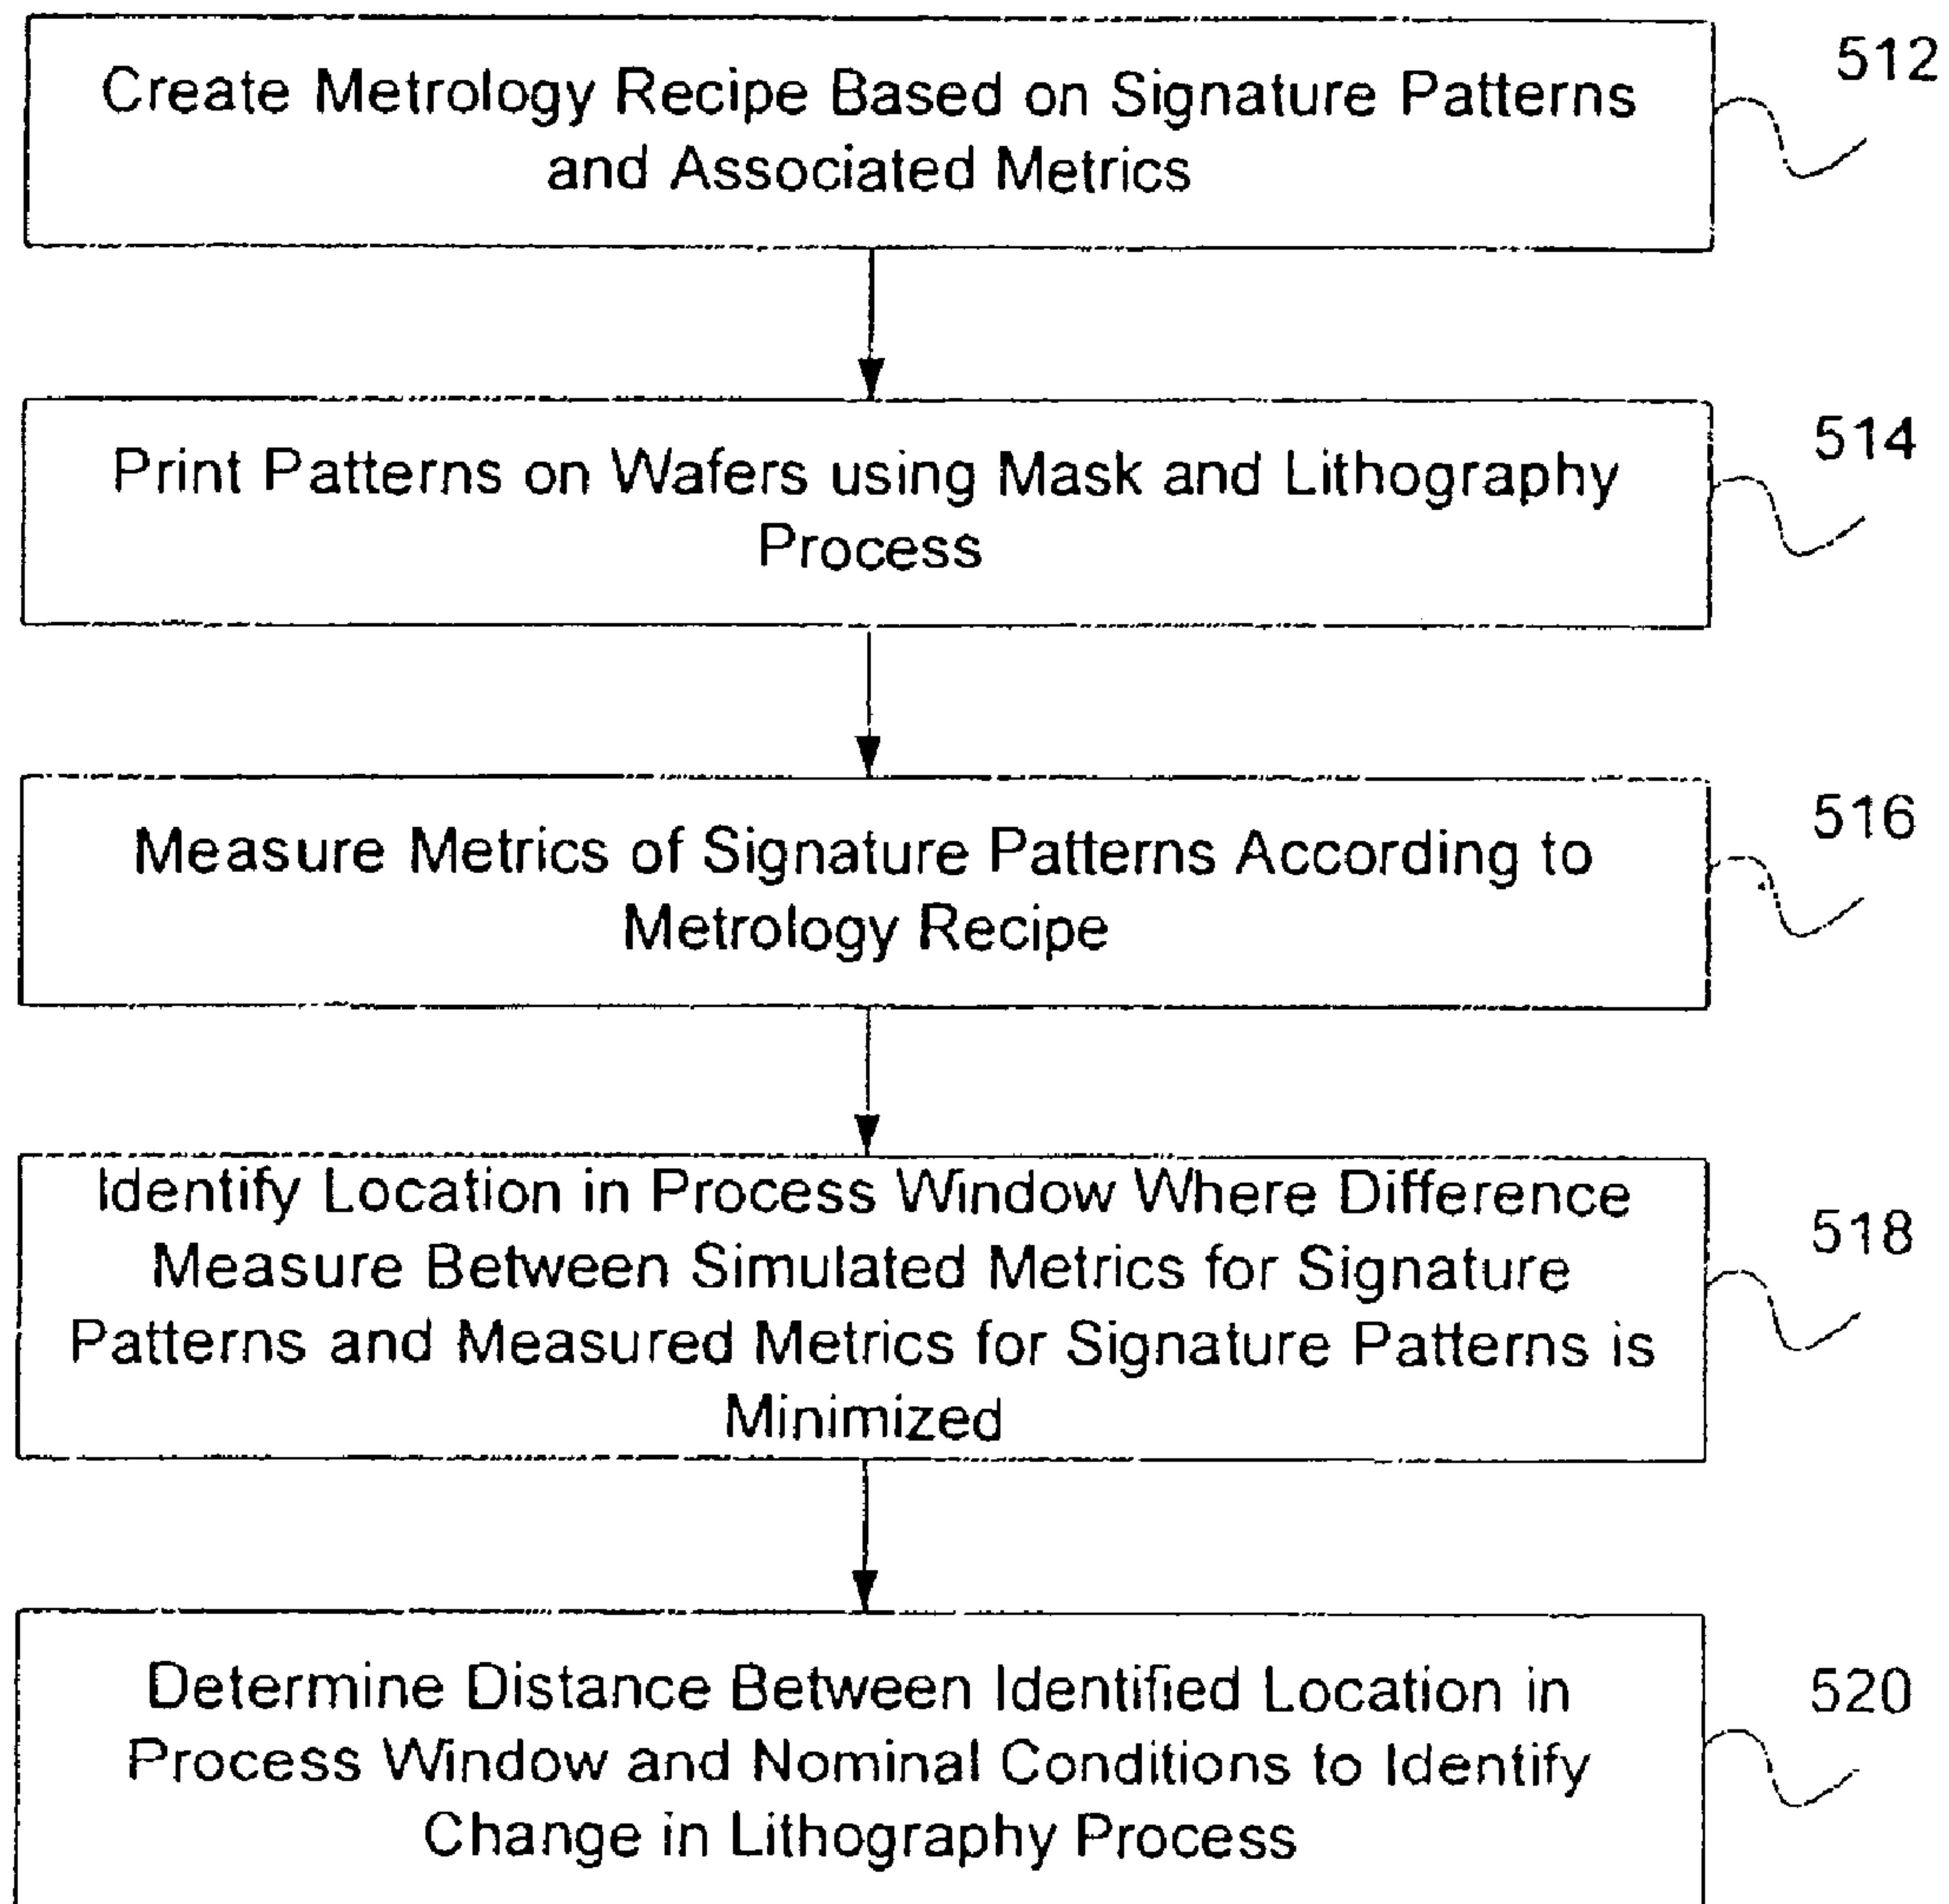 Create Metrology Recipe Based on Signature Patterns
and Associated Metrics
512
Print Patterns on Wafers using Mask and Lithography
Process
514
Measure Metrics of Signature Patterns According to
Metrology Recipe
516
Identify Location in Process Window Where Difference
Measure Between Simulated Metrics for Signature
Patterns and Measured Metrics for Signature Patterns is
Minimized
518
Determine Distance Between Identified Location in
Process Window and Nominal Conditions to Identify
Change in Lithography Process
520